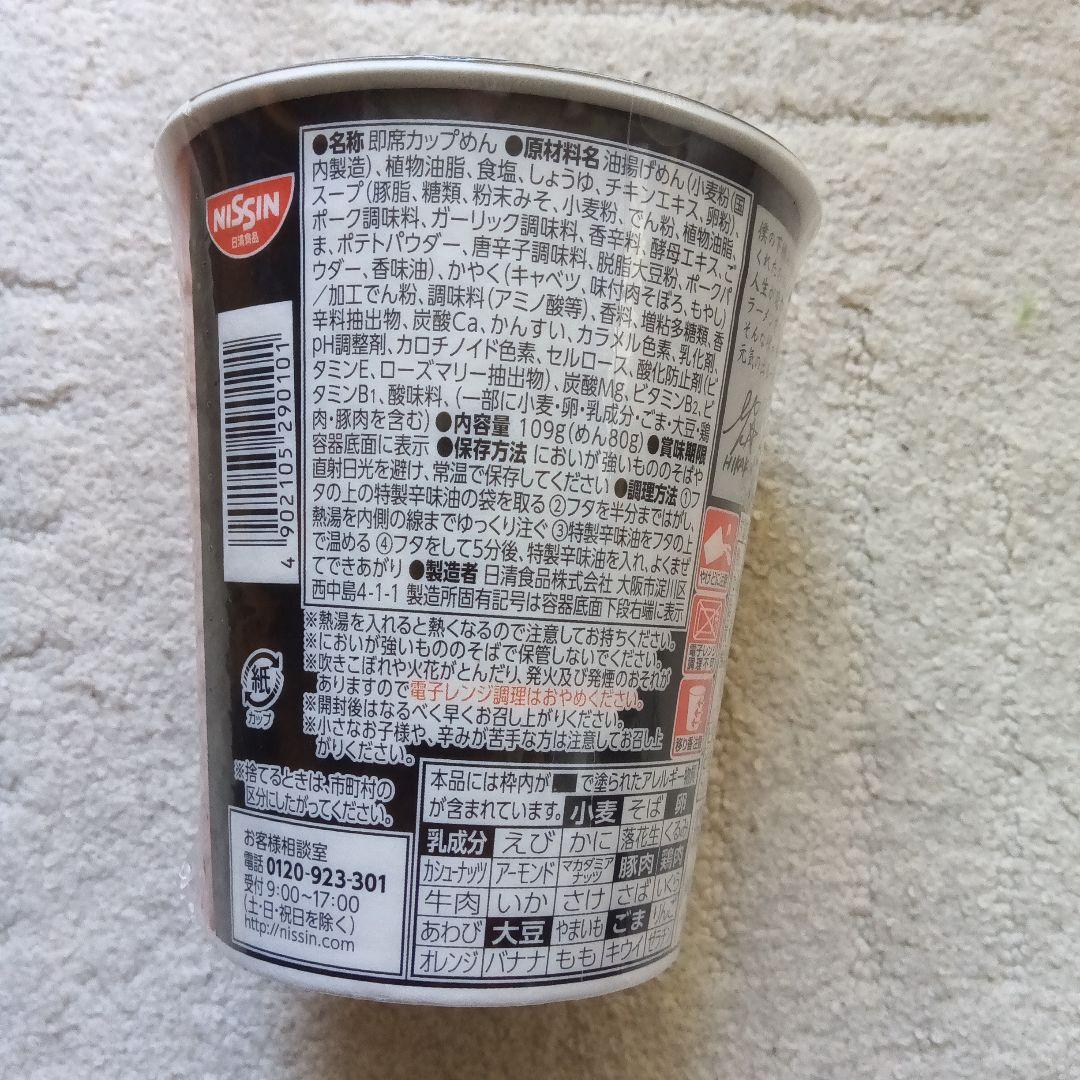 ●名称 即席カップめん ●原材料名 油揚げめん(小麦粉(国
内製造)、植物油脂、食塩、しょうゆ、チキンエキス、卵粉)、
スープ(豚脂、糖類、粉末みそ、小麦粉、でん粉、植物油脂、
ポーク調味料、ガーリック調味料、香辛料、酵母エキス、ご
ま、ポテトパウダー、唐辛子調味料、脱脂大豆粉、ポークパ
ウダー、香味油)、かやく(キャベツ、味付肉そぼろ、もやし)
/加工でん粉、調味料(アミノ酸等)、香料、増粘多糖類、香
辛料抽出物、炭酸Ca、かんすい、カラメル色素、乳化剤、
pH調整剤、カロチノイド色素、セルロース、酸化防止剤(ビ
タミンE、ローズマリー抽出物)、炭酸Mg、ビタミンB2、ビ
タミンB1、酸味料、(一部に小麦・卵・乳成分・ごま・大豆・鶏
肉・豚肉を含む) ●内容量 109g(めん80g) ●賞味期限
容器底面に表示 ●保存方法 においが強いもののそばや
直射日光を避け、常温で保存してください ●調理方法 ①フ
タの上の特製辛味油の袋を取る ②フタを半分まではがし、
熱湯を内側の線までゆっくり注ぐ ③特製辛味油をフタの上
で温める ④フタをして5分後、特製辛味油を入れ、よくまぜ
てできあがり ●製造者 日清食品株式会社 大阪市淀川区
西中島4-1-1 製造所固有記号は容器底面下段右端に表示
NISSIN
日清食品
4 902105 290101
紙
カップ
※熱湯を入れると熱くなるので注意してお持ちください。
※においが強いもののそばで保管しないでください。
※吹きこぼれや火花がとんだり、発火及び発煙のおそれが
ありますので電子レンジ調理はおやめください。
※開封後はなるべく早くお召し上がりください。
※小さなお子様や、辛みが苦手な方は注意してお召し上
がりください。
※捨てるときは、市町村の
区分にしたがってください。
お客様相談室
電話 0120-923-301
受付 9:00~17:00
(土・日・祝日を除く)
http://nissin.com
本品には枠内が■で塗られたアレルギー物質
が含まれています。 小麦 そば 卵
乳成分 えび かに 落花生 くるみ
カシューナッツ アーモンド マカダミアナッツ 豚肉 鶏肉
牛肉 いか さけ さば いくら
あわび 大豆 やまいも ごま りんご
オレンジ バナナ もも キウイ ゼラチン
やけどに注意
電子レンジ
調理不可
移り香注意